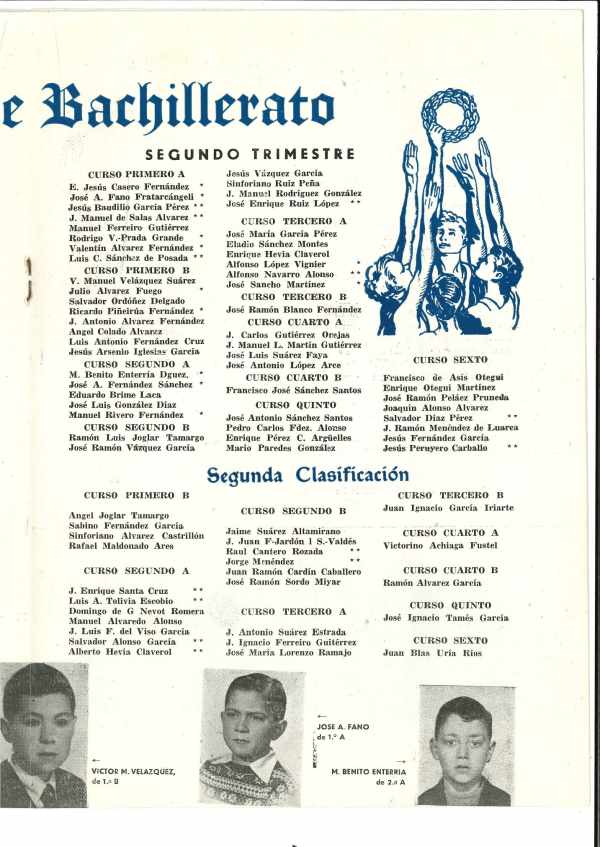 e Bachillerato
SEGUNDO TRIMESTRE
CURSO PRIMERO A
E. Jesús Casero Fernández *
José A. Fano Fratarcángeli *
Jesús Baudilio García Pérez **
J. Manuel de Salas Alvarez **
Manuel Ferreiro Gutiérrez
Rodrigo V.-Prada Grande *
Valentín Alvarez Fernández *
Luis C. Sánchez de Posada **
CURSO PRIMERO B
V. Manuel Velázquez Suárez
Julio Alvarez Fuego *
Salvador Ordóñez Delgado
Ricardo Piñeirúa Fernández *
J. Antonio Alvarez Fernández
Angel Colado Alvarez
Luis Antonio Fernández Cruz
Jesús Arsenio Iglesias García
CURSO SEGUNDO A
M. Benito Enterría Dguez. *
José A. Fernández Sánchez *
Eduardo Brime Laca
José Luis González Díaz
Manuel Rivero Fernández *
CURSO SEGUNDO B
Ramón Luis Joglar Tamargo
José Ramón Vázquez García
Jesús Vázquez García
Sinforiano Ruiz Peña
J. Manuel Rodríguez González
José Enrique Ruiz López **
CURSO TERCERO A
José María García Pérez
Eladio Sánchez Montes
Enrique Hevia Claverol
Alfonso López Vignier *
Alfonso Navarro Alonso **
José Sancho Martínez *
CURSO TERCERO B
José Ramón Blanco Fernández
CURSO CUARTO A
J. Carlos Gutiérrez Orejas
J. Manuel L. Martín Gutiérrez
José Luis Suárez Faya
José Antonio López Arce
CURSO CUARTO B
Francisco José Sánchez Santos
CURSO QUINTO
José Antonio Sánchez Santos
Pedro Carlos Fdez. Alonso
Enrique Pérez C. Argüelles
Mario Paredes González
CURSO SEXTO
Francisco de Asís Otegui
Enrique Otegui Martínez
José Ramón Peláez Pruneda
Joaquín Alonso Alvarez
Salvador Díaz Pérez **
J. Ramón Menéndez de Luarca
Jesús Fernández García
Jesús Peruyero Carballo **
Segunda Clasificación
CURSO PRIMERO B
Angel Joglar Tamargo
Sabino Fernández García
Sinforiano Alvarez Castrillón
Rafael Maldonado Ares
CURSO SEGUNDO A
J. Enrique Santa Cruz **
Luis A. Tolivia Escobio **
Domingo de G Nevot Romera
Manuel Alvaredo Alonso
J. Luis F. del Viso García
Salvador Alonso García **
Alberto Hevia Claverol **
CURSO SEGUNDO B
Jaime Suárez Altamirano
J. Juan F-Jardón l S.-Valdés
Raul Cantero Rozada **
Jorge Menéndez **
Juan Ramón Cardín Caballero
José Ramón Sordo Miyar
CURSO TERCERO A
J. Antonio Suárez Estrada
J. Ignacio Ferreiro Guitérrez
José María Lorenzo Ramajo
CURSO TERCERO B
Juan Ignacio García Iriarte
CURSO CUARTO A
Victorino Achiaga Fustel
CURSO CUARTO B
Ramón Alvarez García
CURSO QUINTO
José Ignacio Tamés García
CURSO SEXTO
Juan Blas Uría Ríos
←
VICTOR M. VELAZQUEZ,
de 1.º B
←
JOSE A. FANO
de 1.º A
→
M. BENITO ENTERRIA
de 2.º A